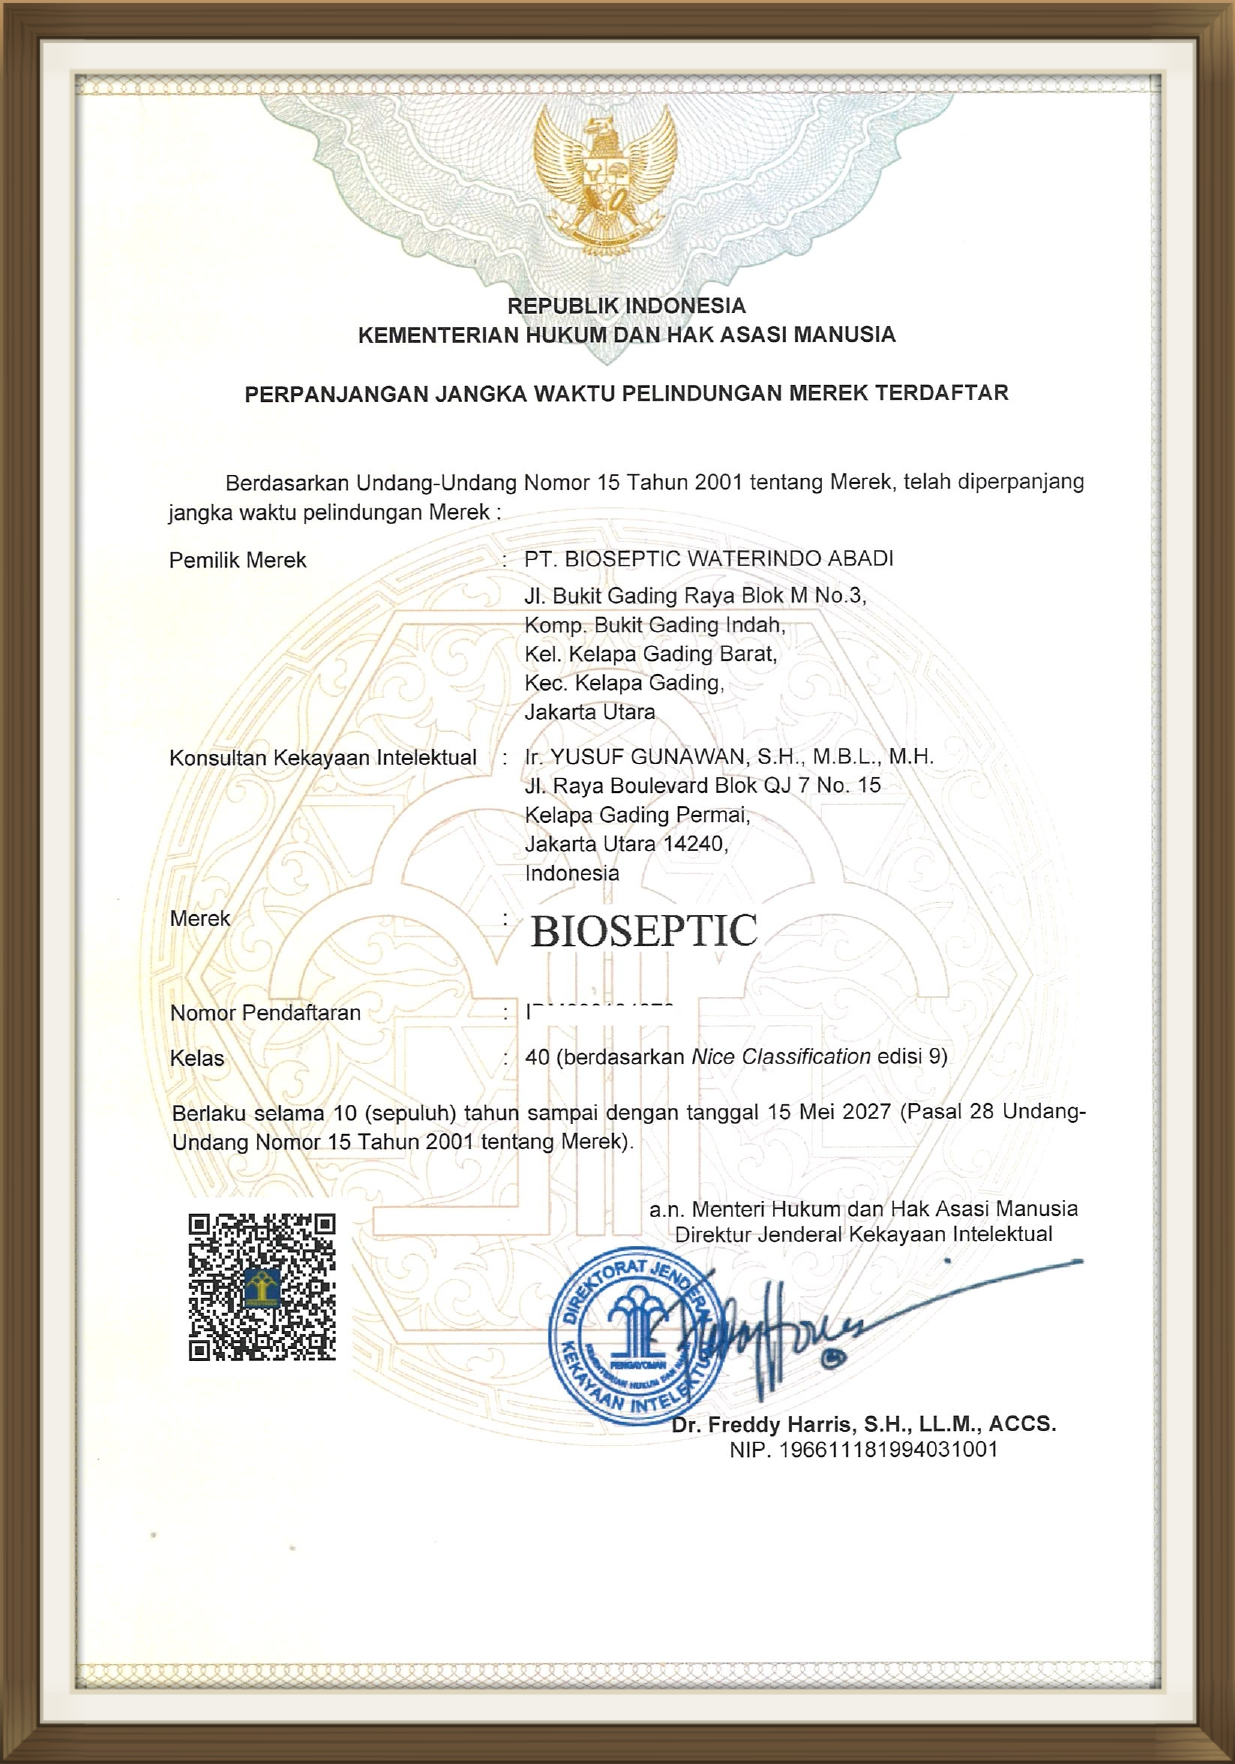 REPUBLIK INDONESIA
KEMENTERIAN HUKUM DAN HAK ASASI MANUSIA
PERPANJANGAN JANGKA WAKTU PELINDUNGAN MEREK TERDAFTAR
Berdasarkan Undang-Undang Nomor 15 Tahun 2001 tentang Merek, telah diperpanjang
jangka waktu pelindungan Merek :
Pemilik Merek : PT. BIOSEPTIC WATERINDO ABADI
Jl. Bukit Gading Raya Blok M No.3,
Komp. Bukit Gading Indah,
Kel. Kelapa Gading Barat,
Kec. Kelapa Gading,
Jakarta Utara
Konsultan Kekayaan Intelektual : Ir. YUSUF GUNAWAN, S.H., M.B.L., M.H.
Jl. Raya Boulevard Blok QJ 7 No. 15
Kelapa Gading Permai,
Jakarta Utara 14240,
Indonesia
Merek : BIOSEPTIC
Nomor Pendaftaran :
Kelas : 40 (berdasarkan Nice Classification edisi 9)
Berlaku selama 10 (sepuluh) tahun sampai dengan tanggal 15 Mei 2027 (Pasal 28 Undang-
Undang Nomor 15 Tahun 2001 tentang Merek).
a.n. Menteri Hukum dan Hak Asasi Manusia
Direktur Jenderal Kekayaan Intelektual
DIREKTORAT JENDERAL
KEKAYAAN INTELEKTUAL
PENGAYOMAN
Dr. Freddy Harris, S.H., LL.M., ACCS.
NIP. 196611181994031001